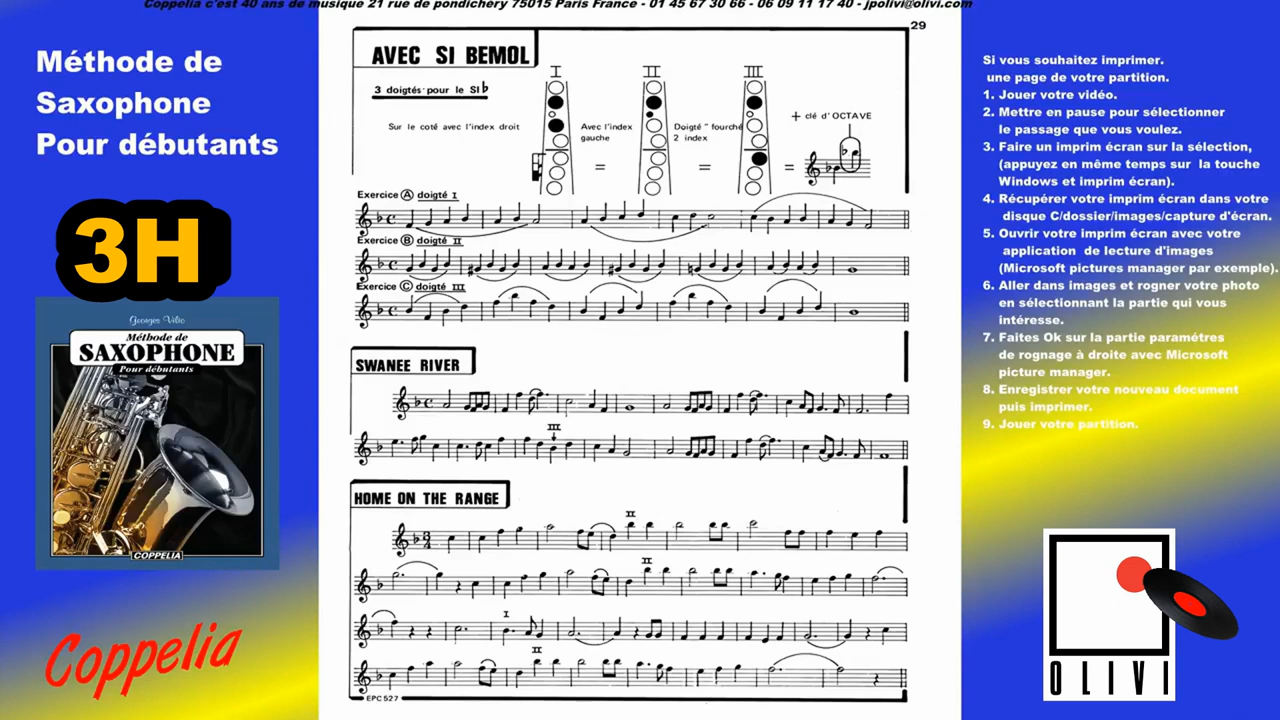 Coppelia c'est 40 ans de musique 21 rue de pondichéry 75015 Paris France - 01 45 67 30 66 - 06 09 11 17 40 - jpolivi@olivi.com
Méthode de
Saxophone
Pour débutants
3H
Georges Vilio
Méthode de
SAXOPHONE
Pour débutants
COPPELIA
Coppelia
29
AVEC SI BEMOL
3 doigtés pour le SI♭
I
II
III
Sur le coté avec l'index droit
Avec l'index
gauche
Doigté " fourché
2 index
+ clé d'OCTAVE
=
=
=
Exercice A doigté I
Exercice B doigté II
Exercice C doigté III
SWANEE RIVER
III
HOME ON THE RANGE
3
4
II
II
I
II
EPC 527
Si vous souhaitez imprimer.
une page de votre partition.
1. Jouer votre vidéo.
2. Mettre en pause pour sélectionner
le passage que vous voulez.
3. Faire un imprim écran sur la sélection,
(appuyez en même temps sur la touche
Windows et imprim écran).
4. Récupérer votre imprim écran dans votre
disque C/dossier/images/capture d'écran.
5. Ouvrir votre imprim écran avec votre
application de lecture d'images
(Microsoft pictures manager par exemple).
6. Aller dans images et rogner votre photo
en sélectionnant la partie qui vous
intéresse.
7. Faites Ok sur la partie paramétres
de rognage à droite avec Microsoft
picture manager.
8. Enregistrer votre nouveau document
puis imprimer.
9. Jouer votre partition.
OLIVI